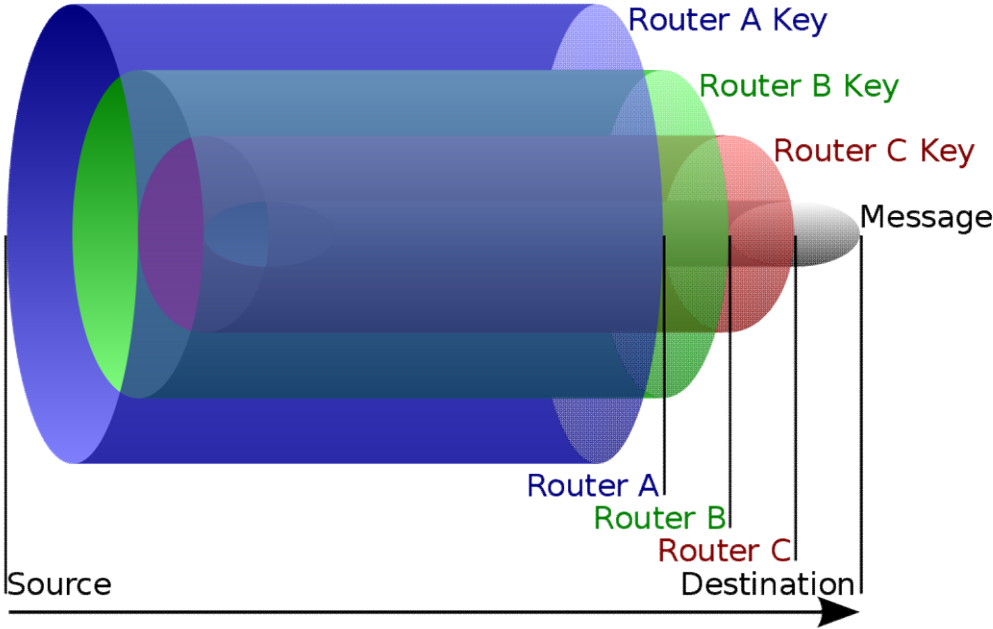 Router A Key
Router B Key
Router C Key
Message
Router A
Router B
Router C
Source
Destination